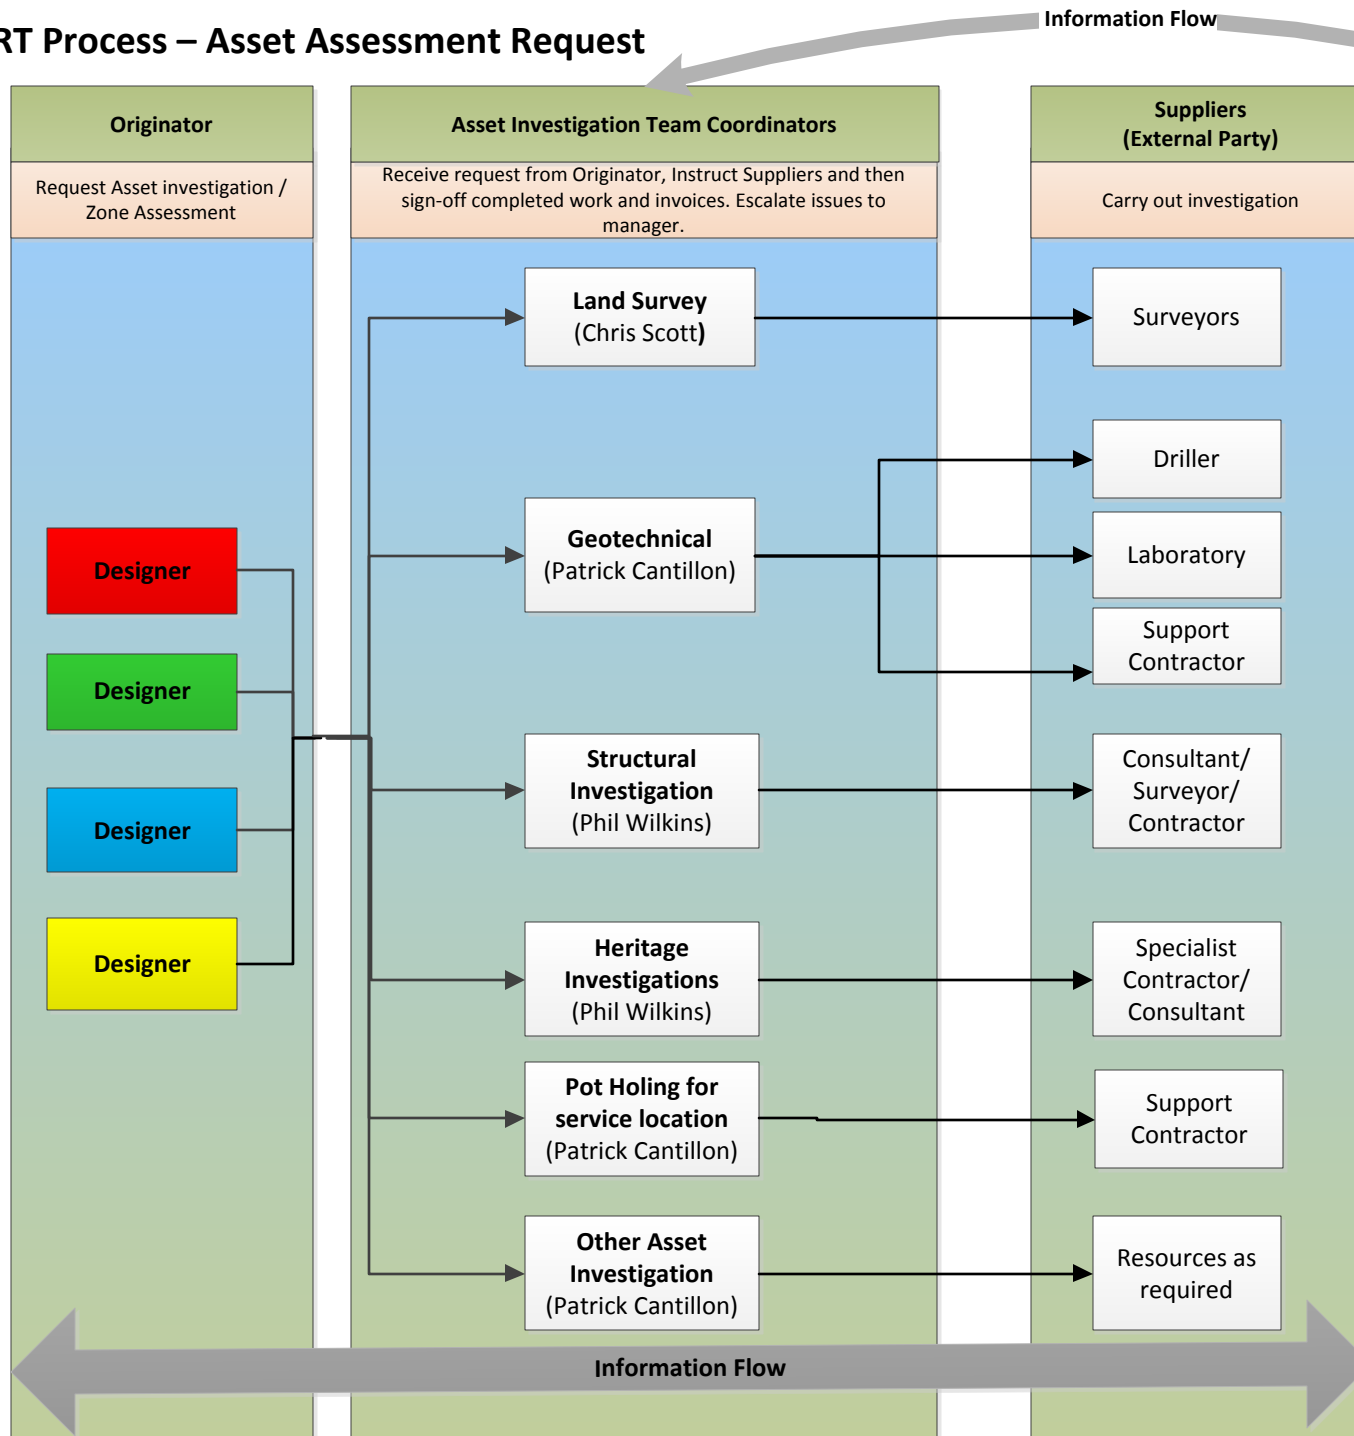 RT Process – Asset Assessment Request
Information Flow
Originator
Asset Investigation Team Coordinators
Suppliers
(External Party)
Request Asset investigation /
Zone Assessment
Receive request from Originator, Instruct Suppliers and then
sign-off completed work and invoices. Escalate issues to
manager.
Carry out investigation
Land Survey
(Chris Scott)
Surveyors
Driller
Geotechnical
(Patrick Cantillon)
Laboratory
Support
Contractor
Designer
Designer
Designer
Designer
Structural
Investigation
(Phil Wilkins)
Consultant/
Surveyor/
Contractor
Heritage
Investigations
(Phil Wilkins)
Specialist
Contractor/
Consultant
Pot Holing for
service location
(Patrick Cantillon)
Support
Contractor
Other Asset
Investigation
(Patrick Cantillon)
Resources as
required
Information Flow